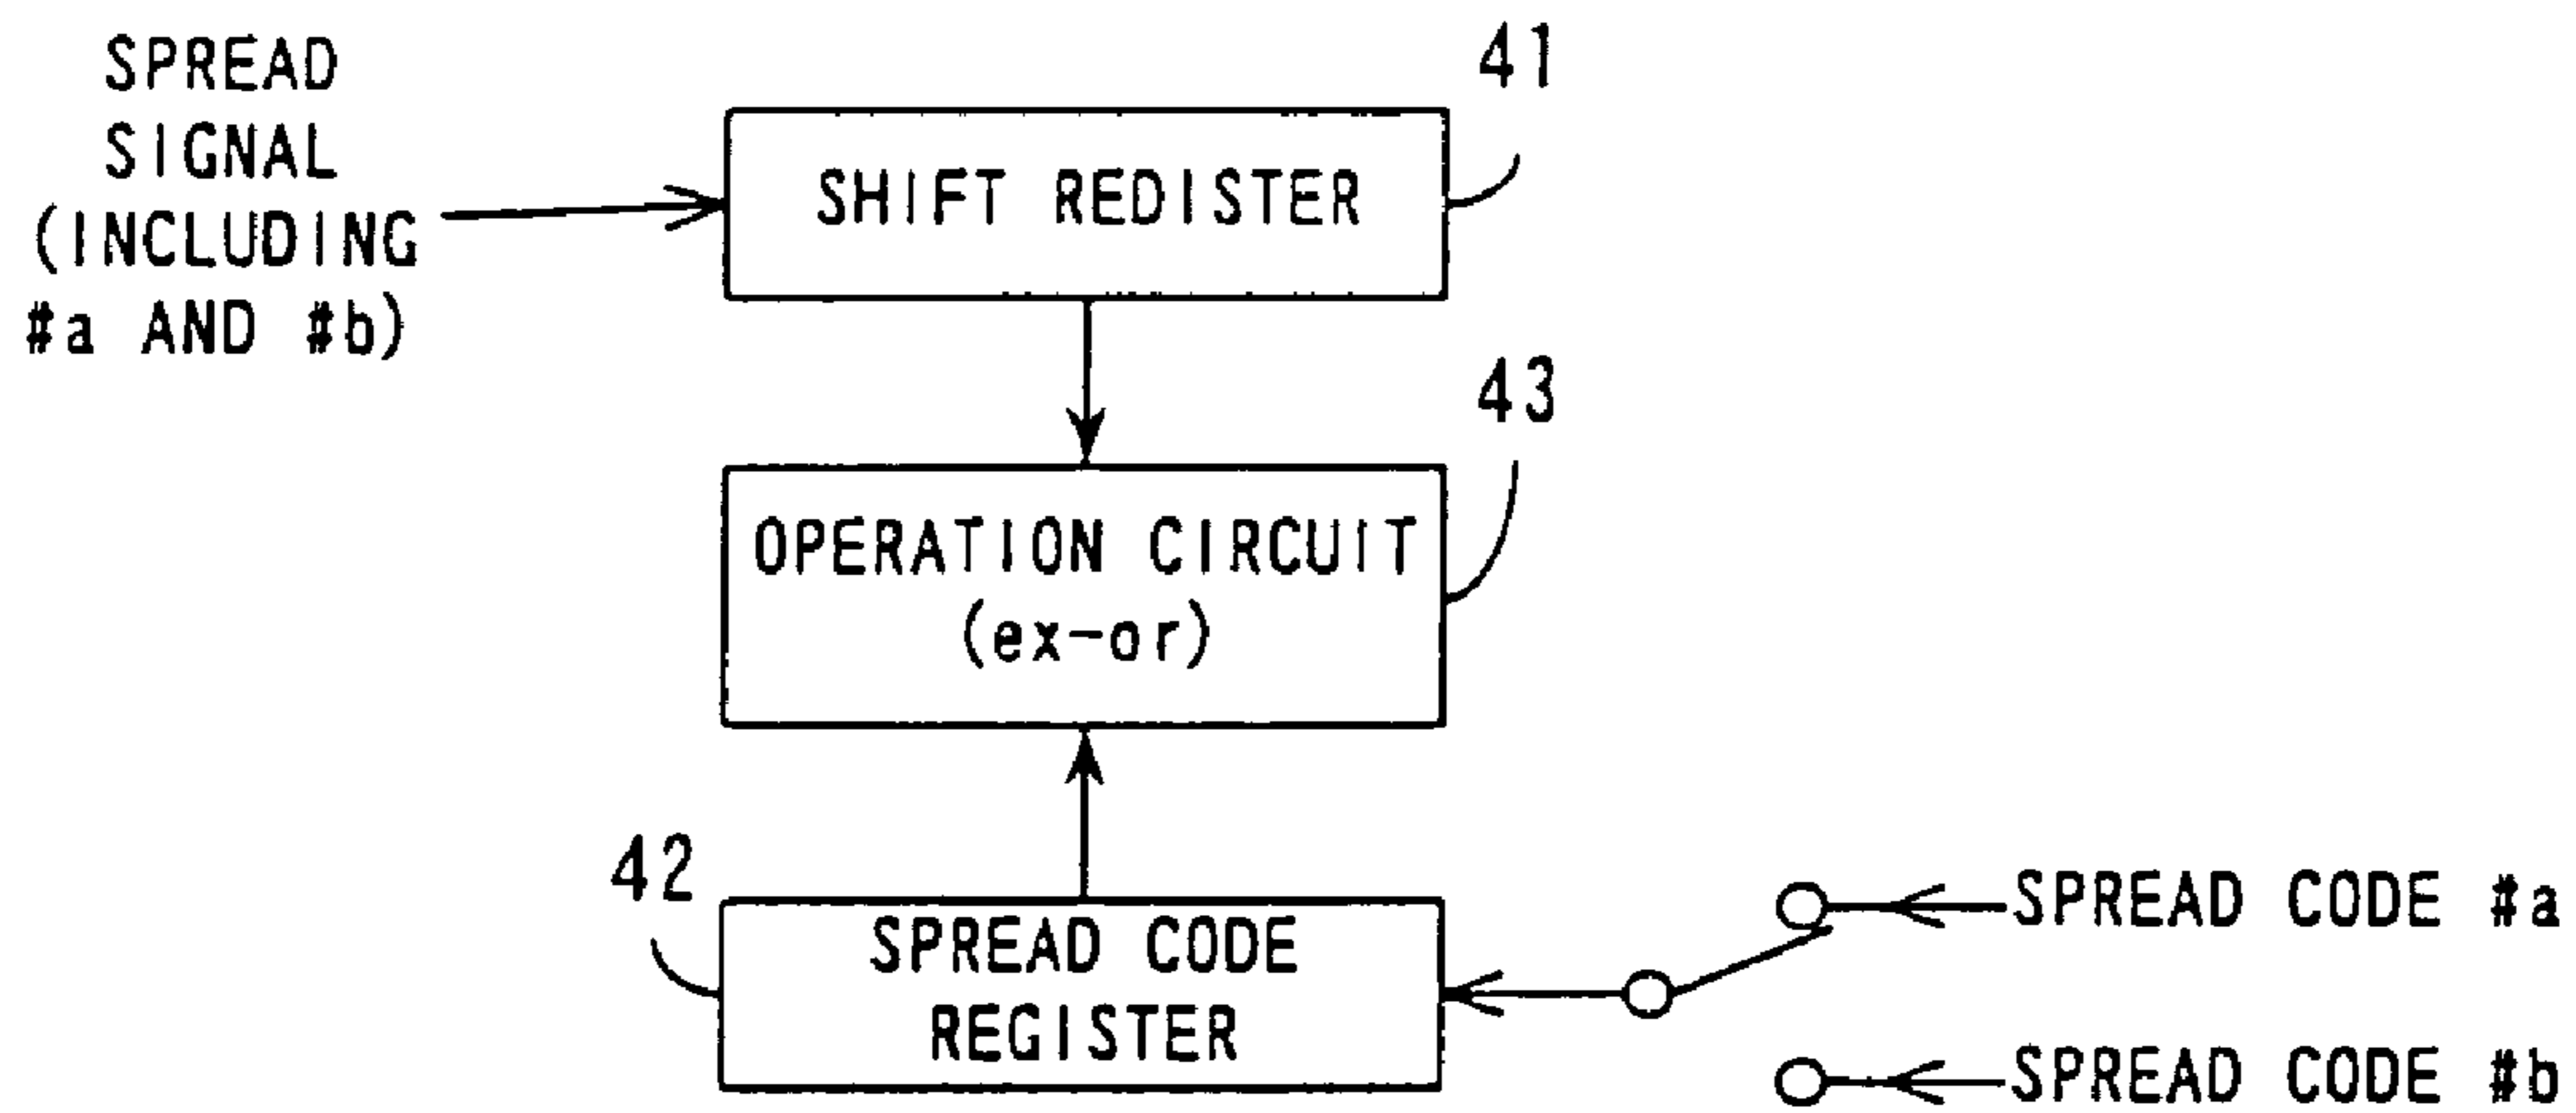 SPREAD
SIGNAL
(INCLUDING
#a AND #b)
41
SHIFT REDISTER
43
OPERATION CIRCUIT
(ex-or)
42
SPREAD CODE
REGISTER
SPREAD CODE #a
SPREAD CODE #b